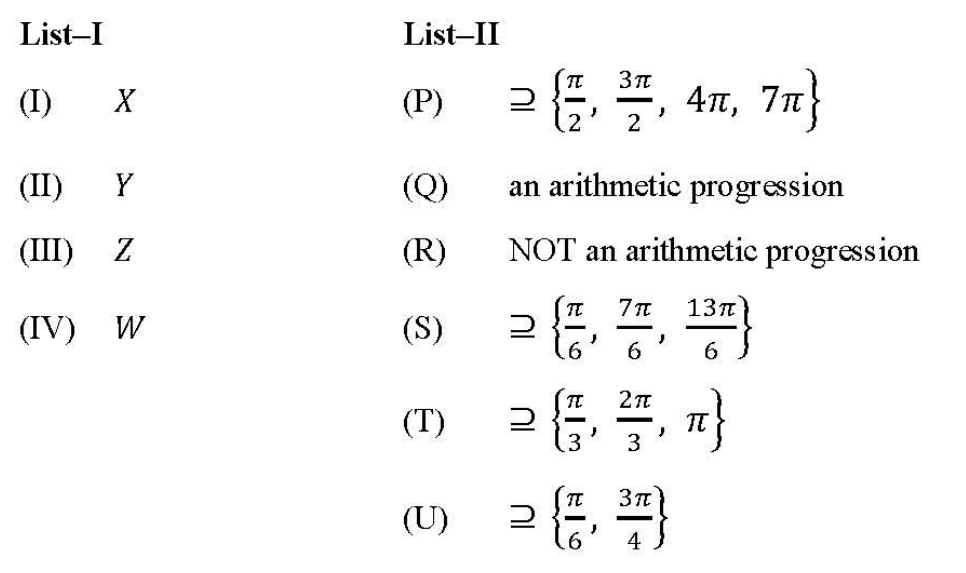 List–I List–II
(I) X (P) ⊇ {π/2, 3π/2, 4π, 7π}
(II) Y (Q) an arithmetic progression
(III) Z (R) NOT an arithmetic progression
(IV) W (S) ⊇ {π/6, 7π/6, 13π/6}
(T) ⊇ {π/3, 2π/3, π}
(U) ⊇ {π/6, 3π/4}